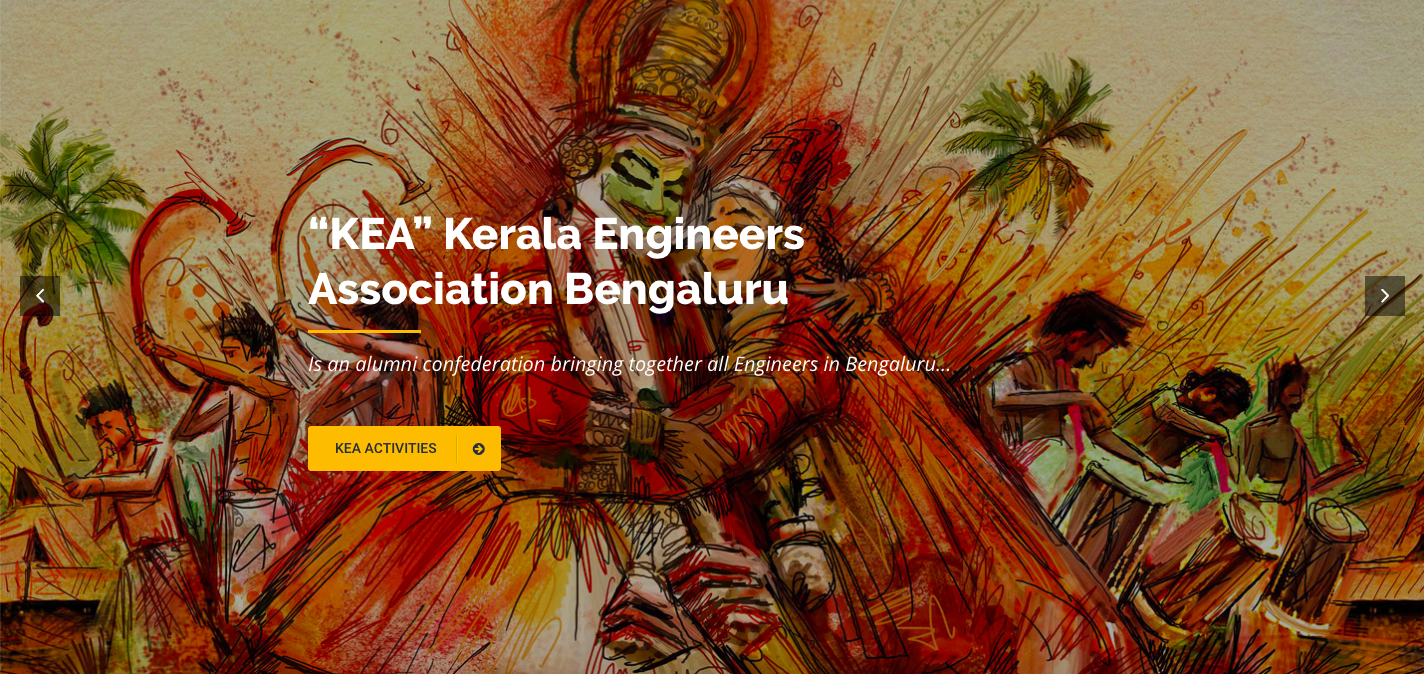 “KEA” Kerala Engineers
Association Bengaluru
Is an alumni confederation bringing together all Engineers in Bengaluru...
KEA ACTIVITIES